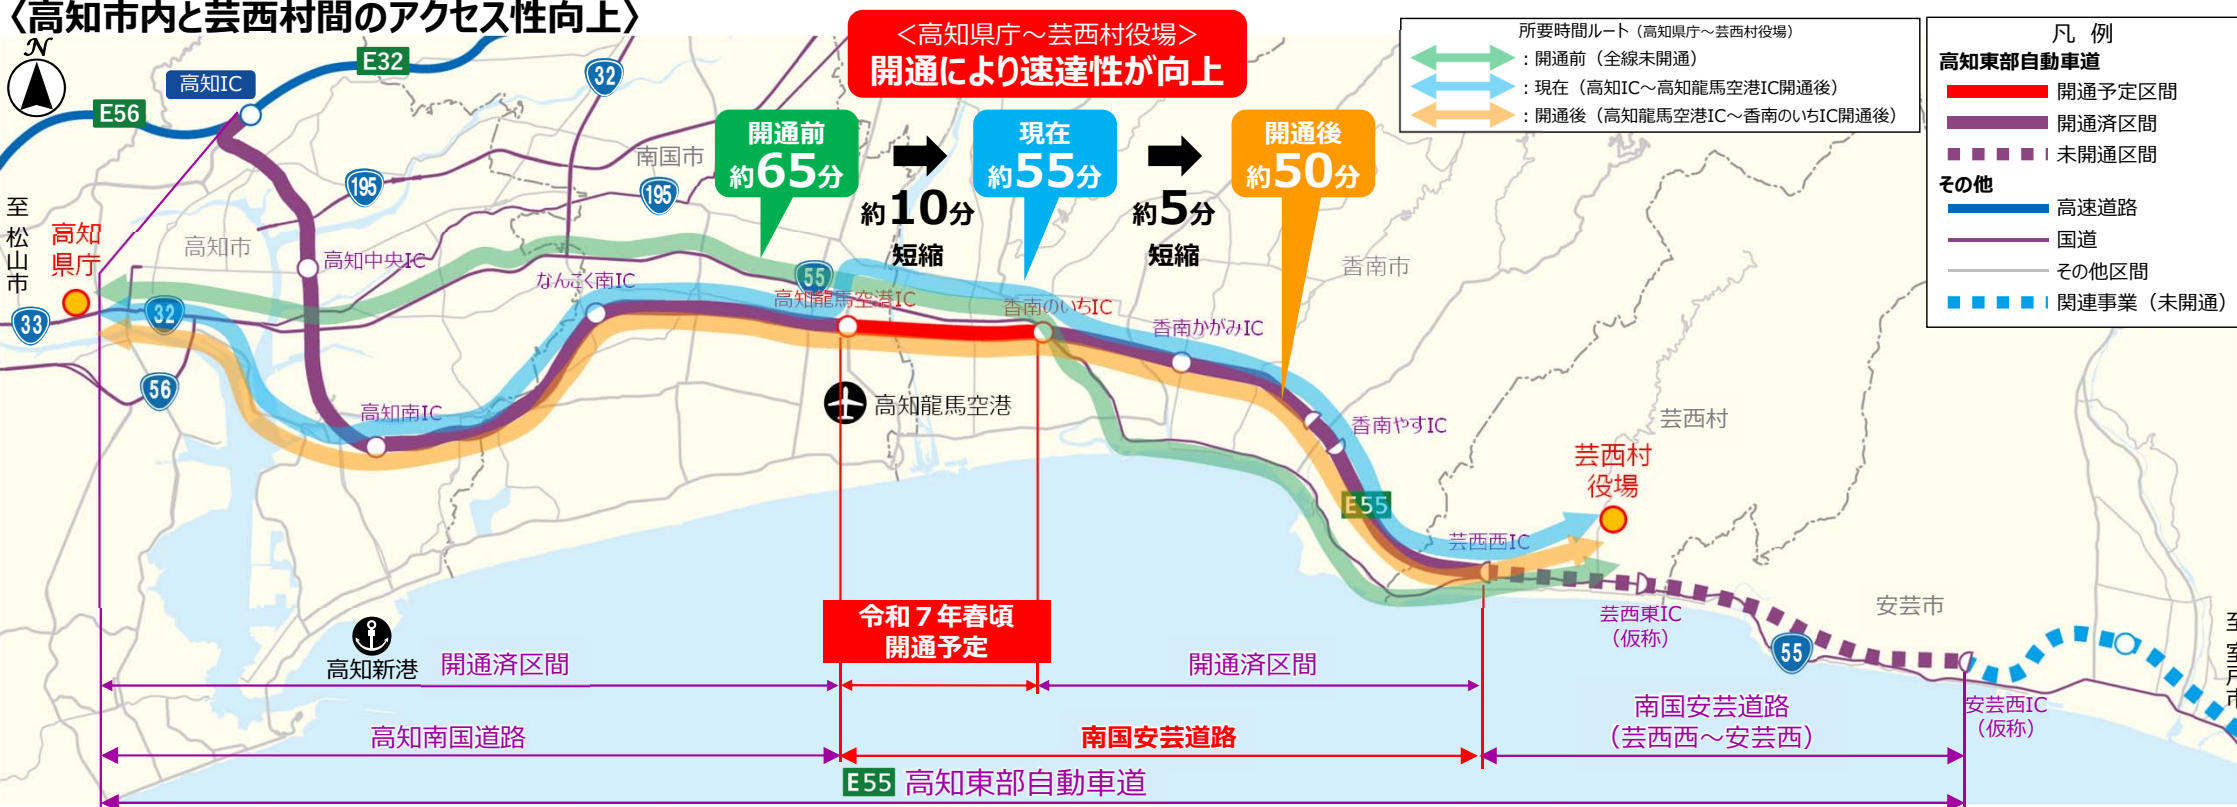 〈高知市内と芸西村間のアクセス性向上〉
N
＜高知県庁～芸西村役場＞
開通により速達性が向上
所要時間ルート（高知県庁～芸西村役場）
：開通前（全線未開通）
：現在（高知IC～高知龍馬空港IC開通後）
：開通後（高知龍馬空港IC～香南のいちIC開通後）
凡 例
高知東部自動車道
開通予定区間
開通済区間
未開通区間
その他
高速道路
国道
その他区間
関連事業（未開通）
高知IC
E32
E56
32
195
南国市
195
開通前
約65分
約10分
短縮
現在
約55分
約5分
短縮
開通後
約50分
至 松山市
高知
県庁
高知市
高知中央IC
なんこく南IC
55
高知龍馬空港IC
香南のいちIC
香南市
香南かがみIC
33
32
56
高知南IC
高知龍馬空港
香南やすIC
芸西村
芸西村
役場
E55
芸西西IC
芸西東IC
（仮称）
安芸市
55
至 室戸市
安芸西IC
（仮称）
高知新港
令和７年春頃
開通予定
開通済区間
開通済区間
高知南国道路
南国安芸道路
南国安芸道路
（芸西西～安芸西）
E55 高知東部自動車道